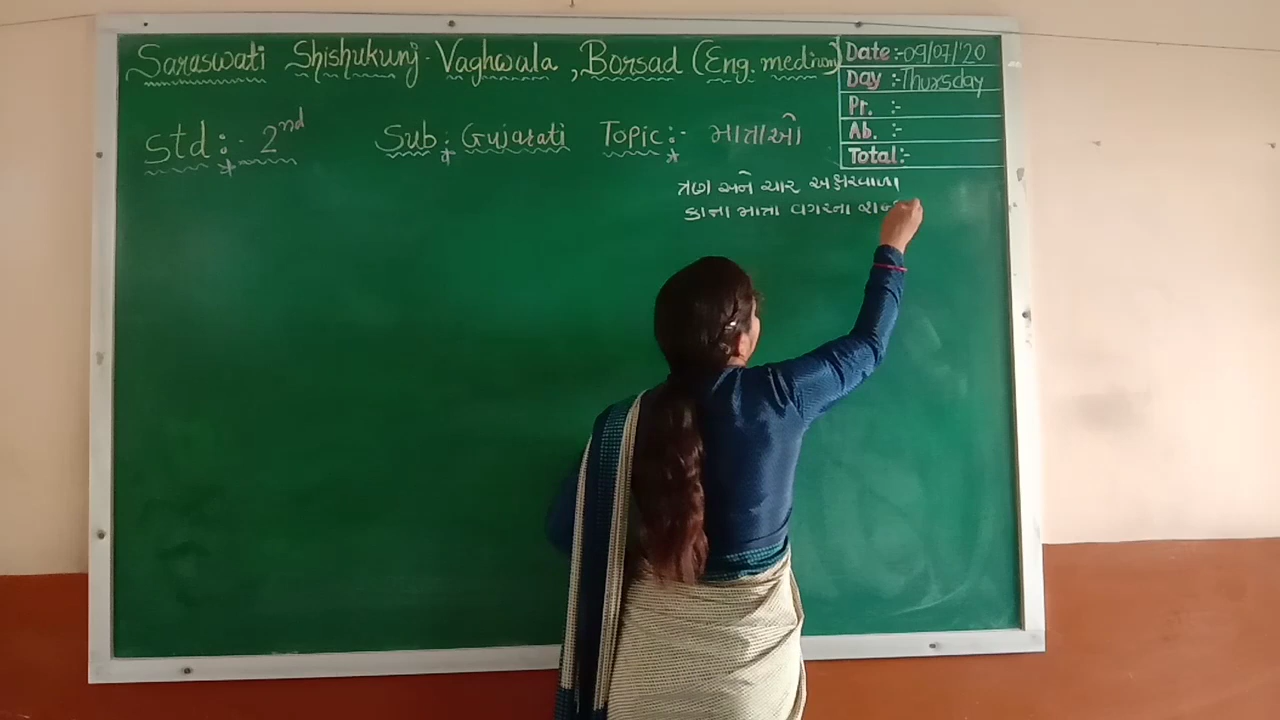 Saraswati Shishukunj - Vaghwala , Borsad ( Eng. medium)
Date :- 09/07/'20
Day :- Thursday
Pr. :-
Ab. :-
Total:-
Std :- 2nd Sub : Gujarati Topic :- માત્રાઓ
ત્રણ અને ચાર અક્ષરવાળા
કાના માત્રા વગરના